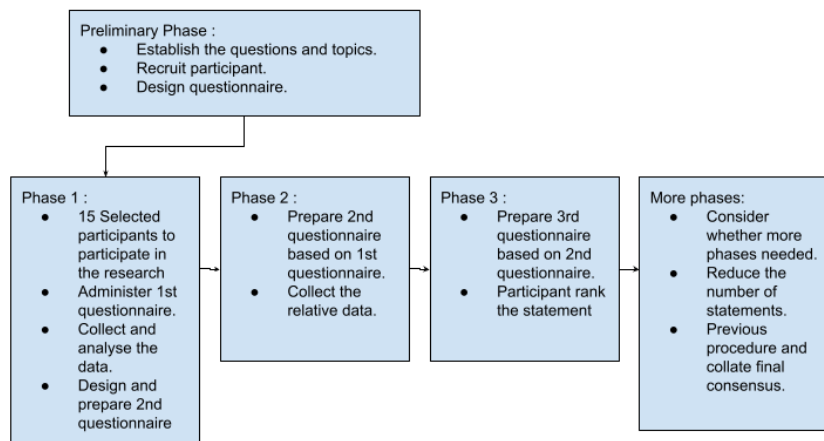 Preliminary Phase :
● Establish the questions and topics.
● Recruit participant.
● Design questionnaire.
Phase 1 :
● 15 Selected
participants to
participate in
the research
● Administer 1st
questionnaire.
● Collect and
analyse the
data.
● Design and
prepare 2nd
questionnaire
Phase 2 :
● Prepare 2nd
questionnaire
based on 1st
questionnaire.
● Collect the
relative data.
Phase 3 :
● Prepare 3rd
questionnaire
based on 2nd
questionnaire.
● Participant rank
the statement
More phases:
● Consider
whether more
phases needed.
● Reduce the
number of
statements.
● Previous
procedure and
collate final
consensus.